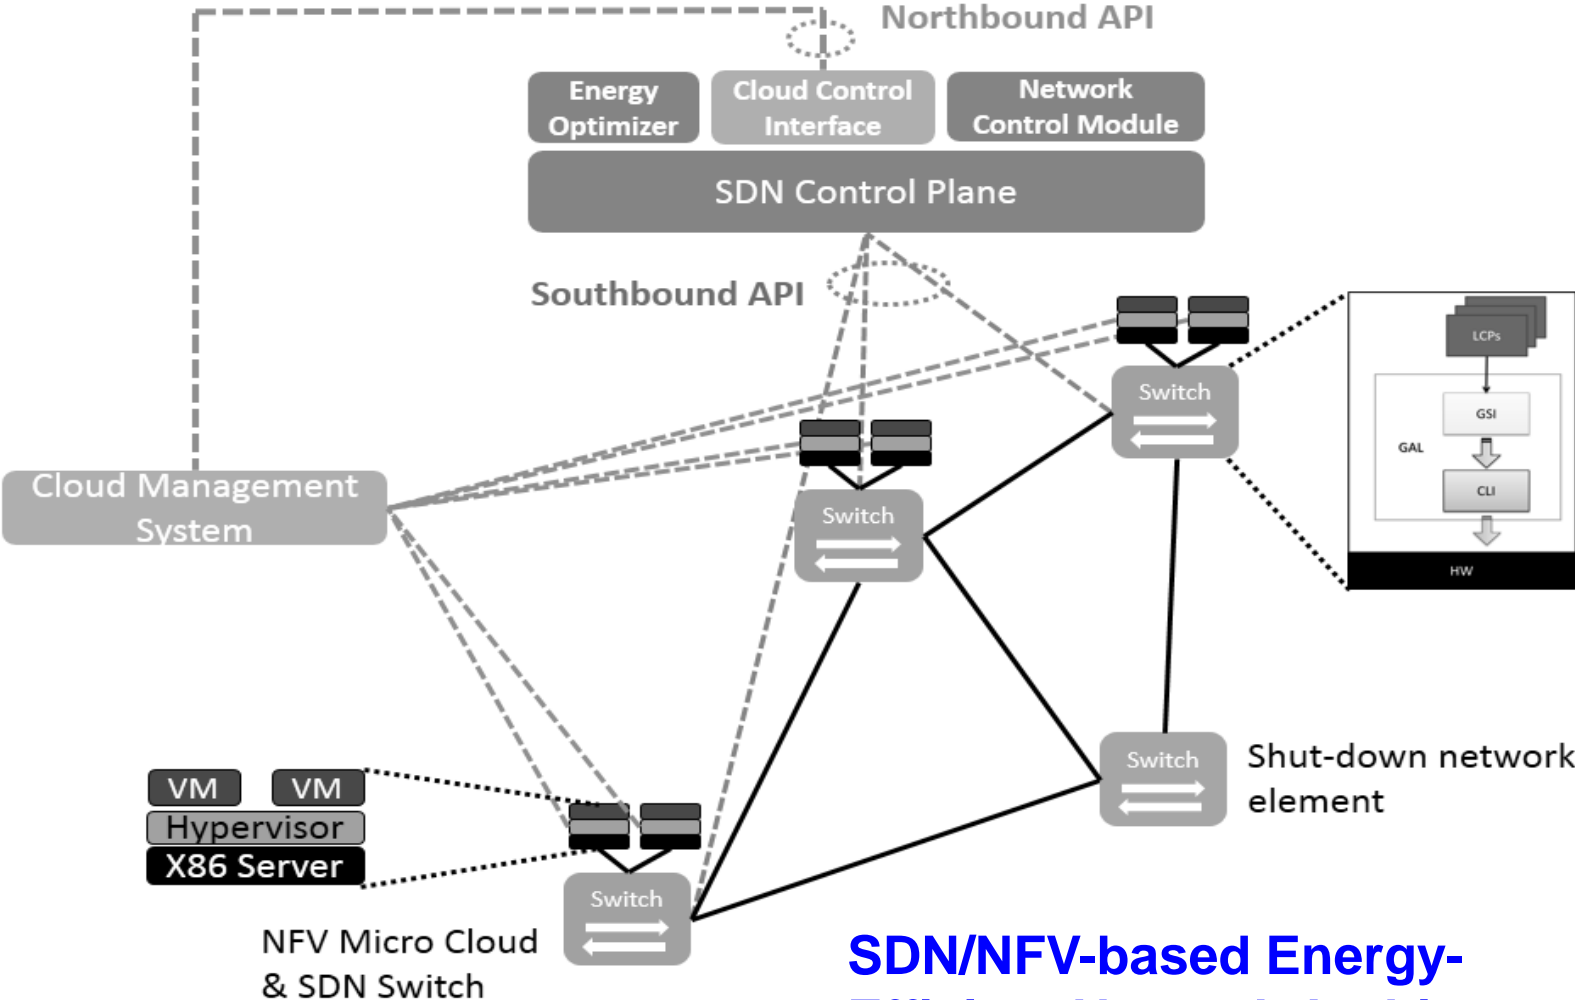 Northbound API
Energy
Optimizer
Cloud Control
Interface
Network
Control Module
SDN Control Plane
Southbound API
LCPs
GSI
GAL
CLI
HW
Switch
Switch
Cloud Management
System
Switch
Shut-down network
element
VM
VM
Hypervisor
X86 Server
Switch
NFV Micro Cloud
& SDN Switch
SDN/NFV-based Energy-